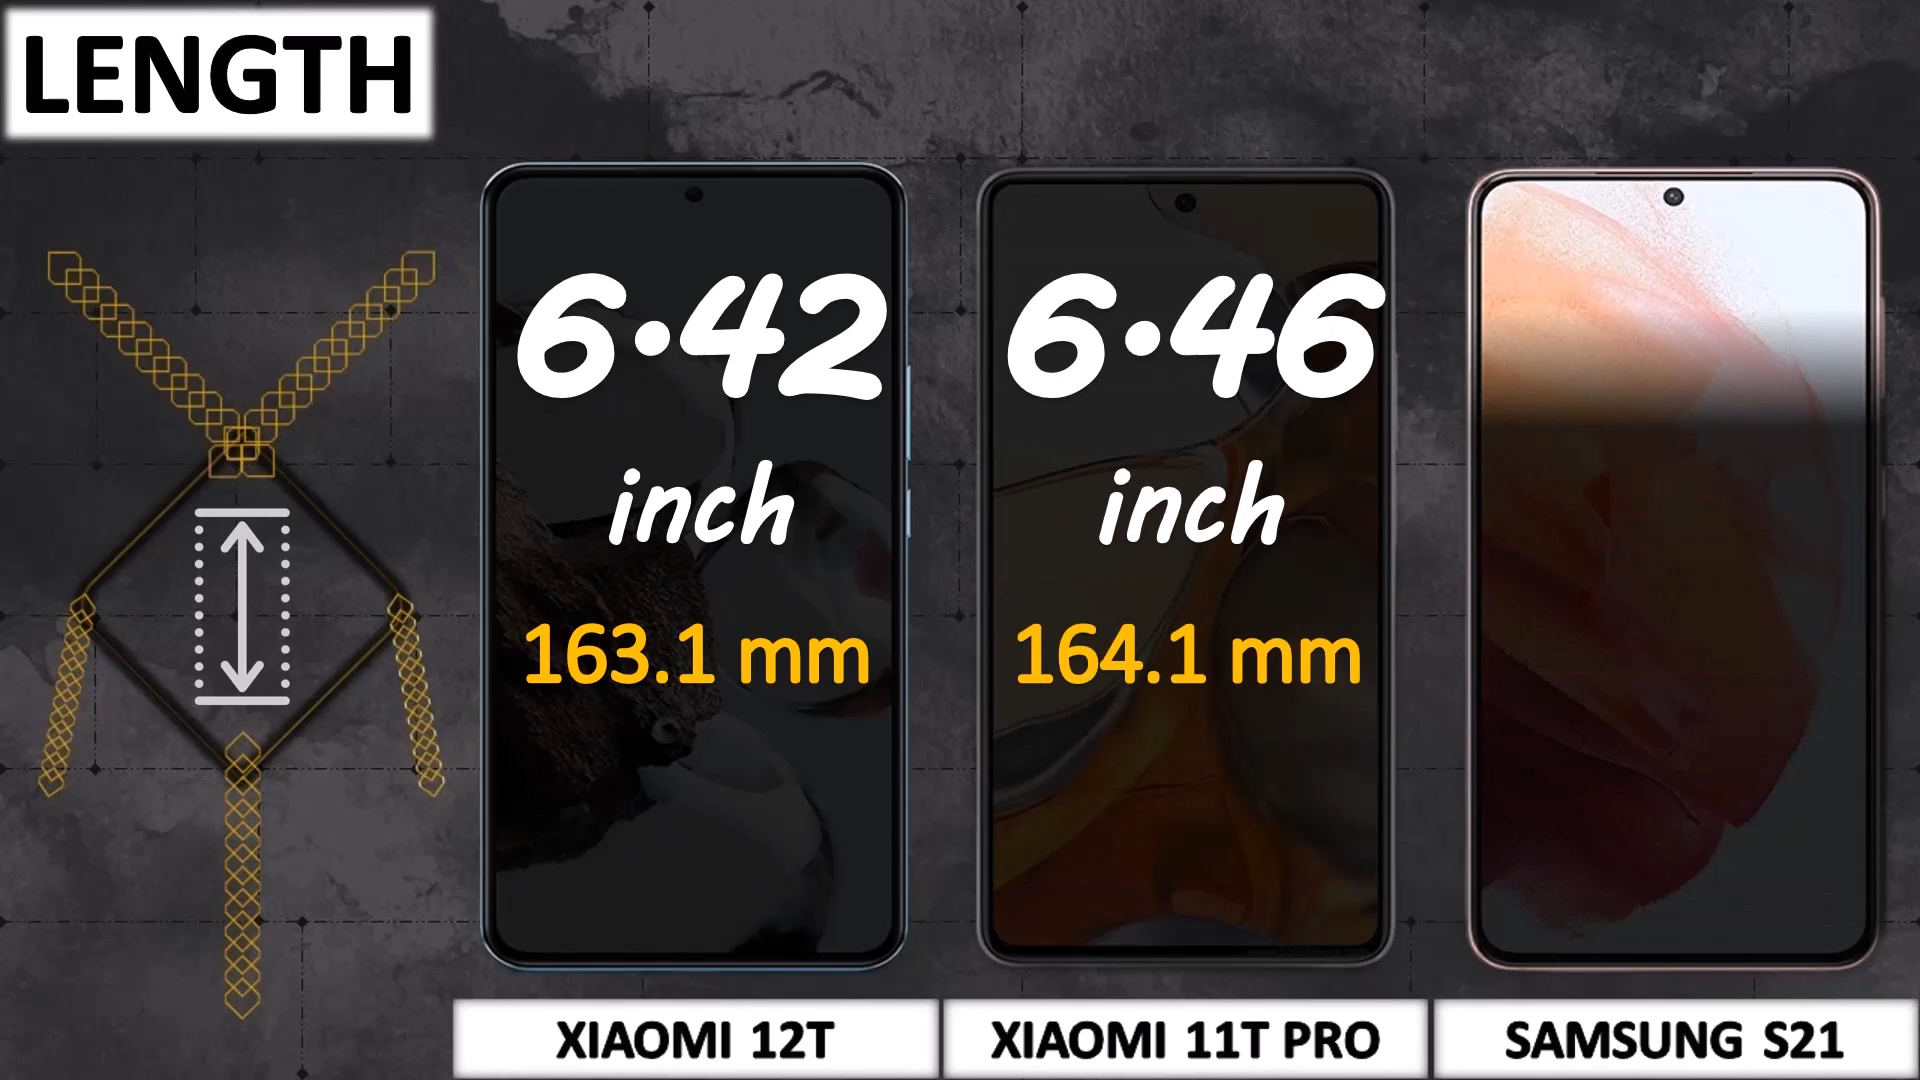 LENGTH
6.42
inch
163.1 mm
6.46
inch
164.1 mm
XIAOMI 12T
XIAOMI 11T PRO
SAMSUNG S21